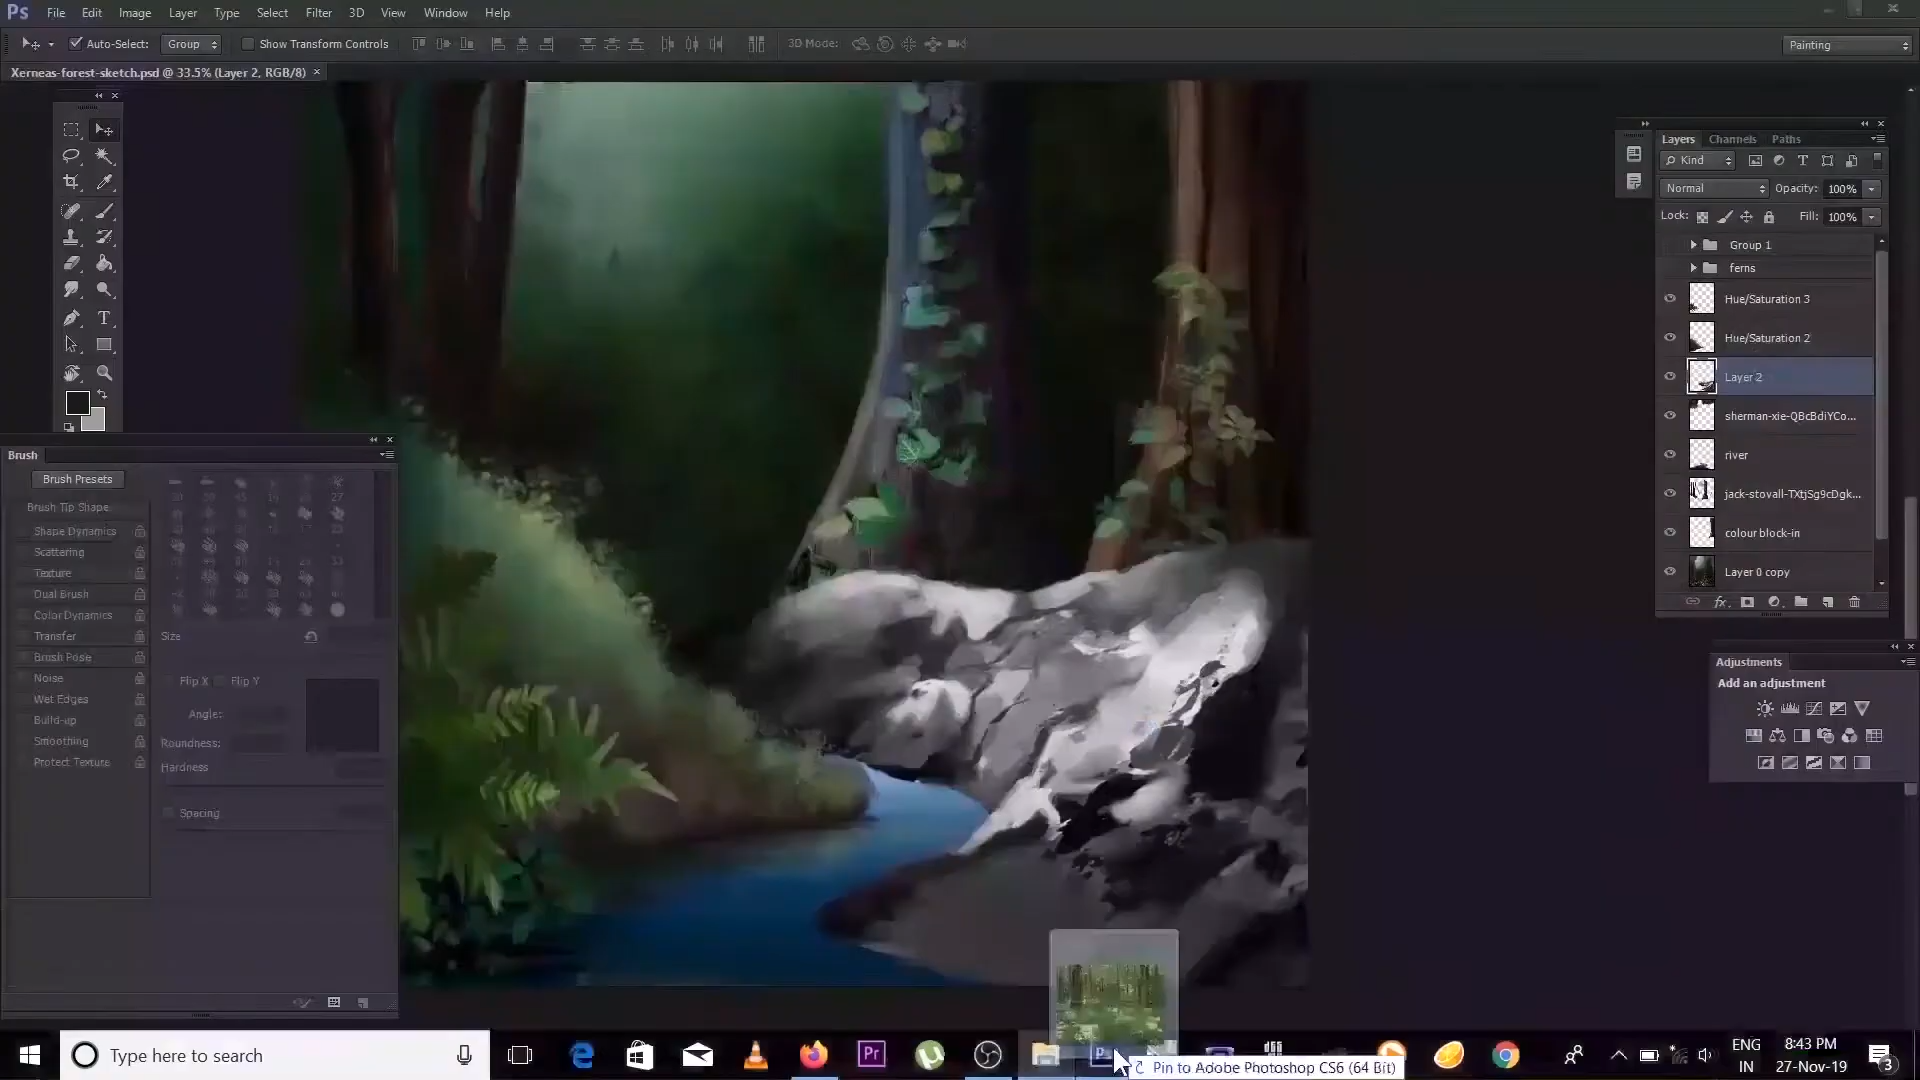 Ps File Edit Image Layer Type Select Filter 3D View Window Help
Auto-Select: Group Show Transform Controls 3D Mode: Painting
Xerneas-forest-sketch.psd @ 33.5% (Layer 2, RGB/8) ×
Layers Channels Paths
Kind
Normal Opacity: 100%
Lock: Fill: 100%
Group 1
ferns
Hue/Saturation 3
Hue/Saturation 2
Layer 2
sherman-xie-QBcBdiYCo...
river
jack-stovall-TXtjSg9cDgk...
colour block-in
Layer 0 copy
Brush
Brush Presets
Brush Tip Shape
Shape Dynamics
Scattering
Texture
Dual Brush
Color Dynamics
Transfer
Brush Pose
Noise
Wet Edges
Build-up
Smoothing
Protect Texture
Size
Flip X Flip Y
Angle:
Roundness:
Hardness
Spacing
Adjustments
Add an adjustment
Type here to search
Pr
Pin to Adobe Photoshop CS6 (64 Bit)
ENG
IN
8:43 PM
27-Nov-19
3